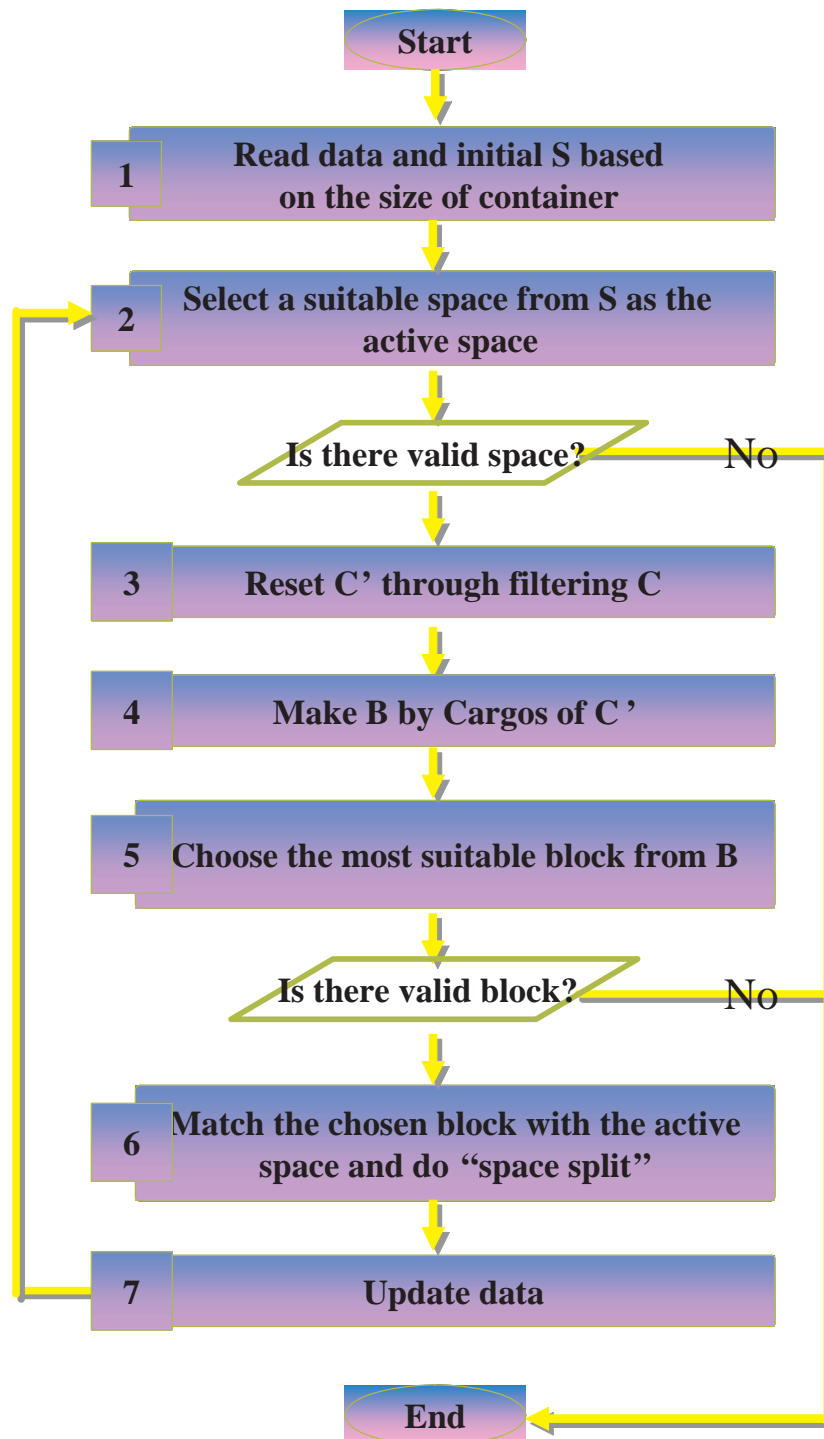 Start
1
Read data and initial S based
on the size of container
2
Select a suitable space from S as the
active space
Is there valid space?
No
3
Reset C’ through filtering C
4
Make B by Cargos of C’
5
Choose the most suitable block from B
Is there valid block?
No
6
Match the chosen block with the active
space and do “space split”
7
Update data
End